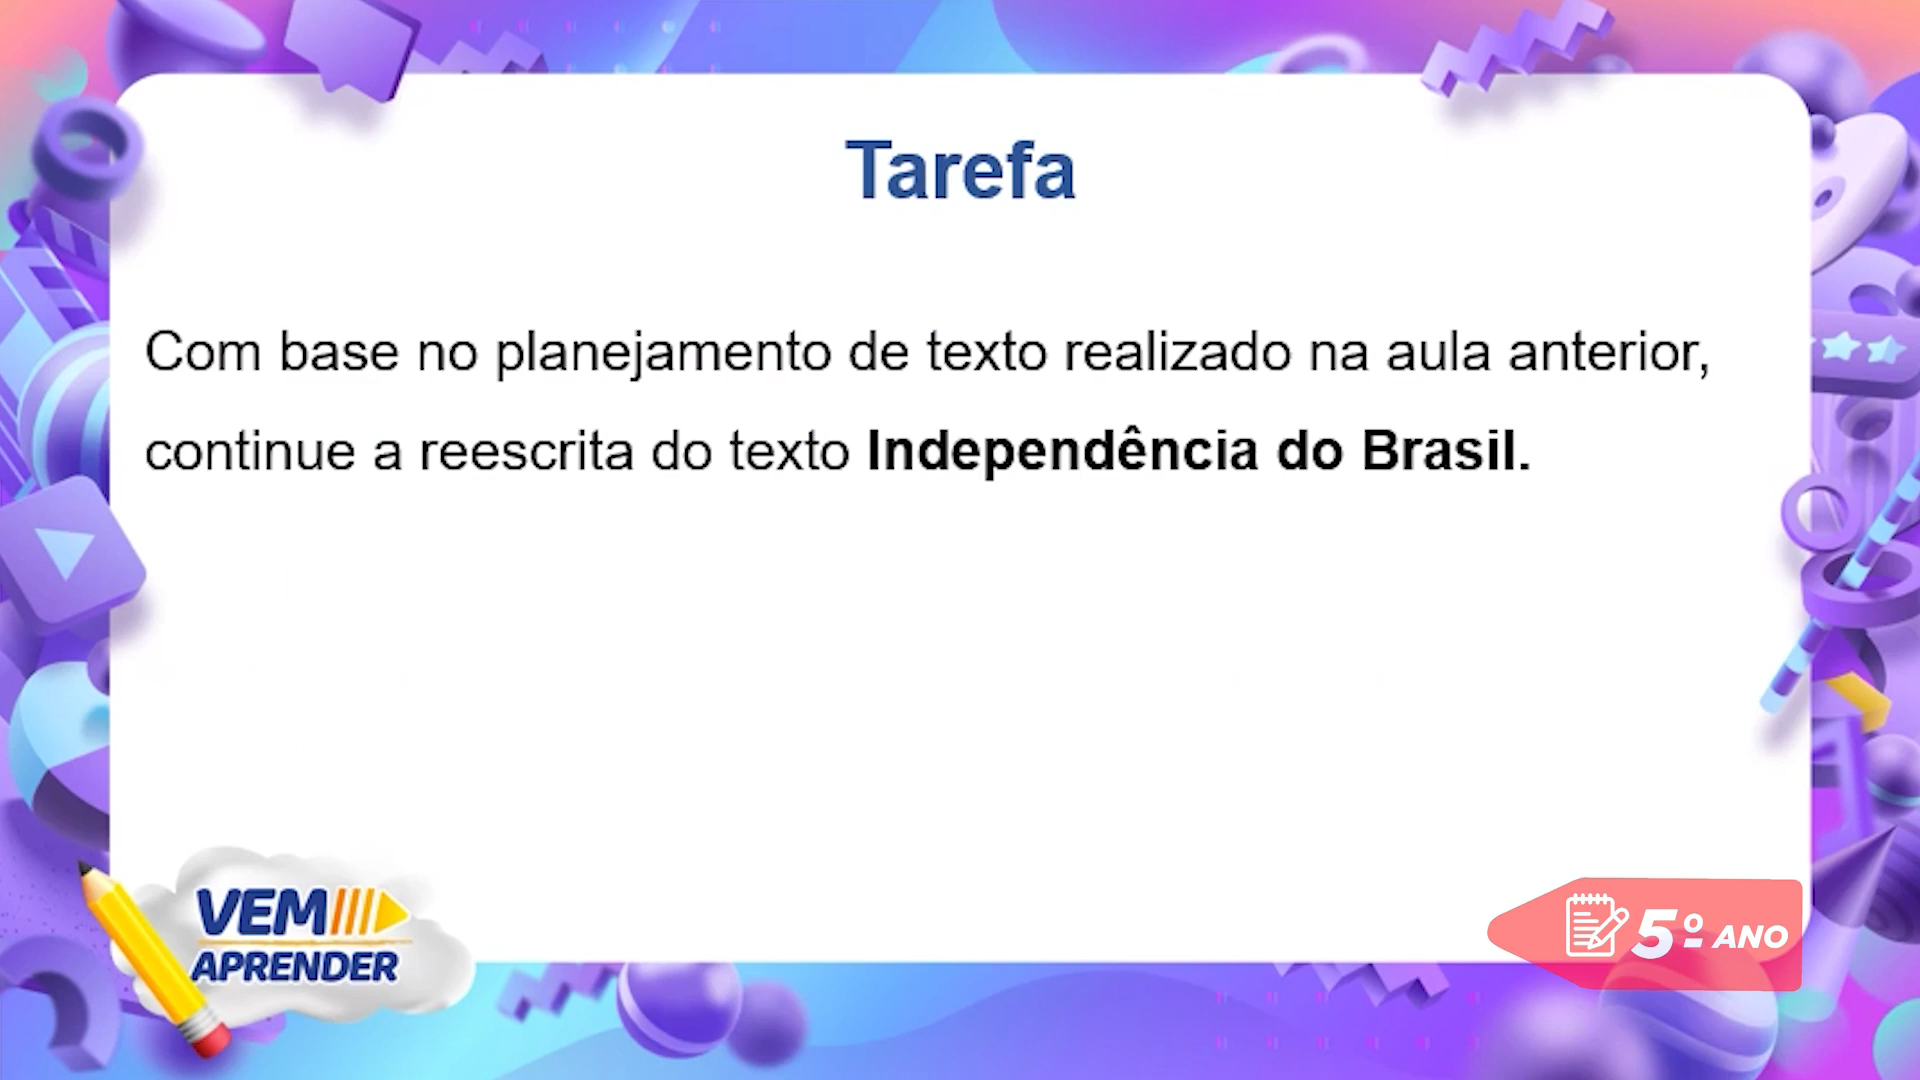 Tarefa
Com base no planejamento de texto realizado na aula anterior,
continue a reescrita do texto Independência do Brasil.
VEM
APRENDER
5º ANO